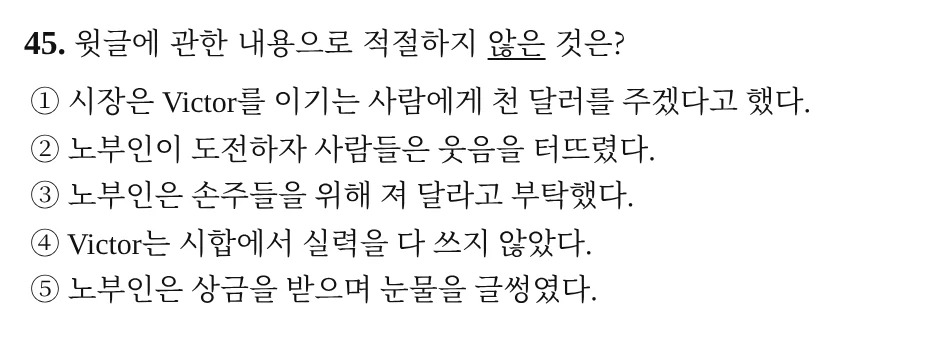 45. 윗글에 관한 내용으로 적절하지 않은 것은?
① 시장은 Victor를 이기는 사람에게 천 달러를 주겠다고 했다.
② 노부인이 도전하자 사람들은 웃음을 터뜨렸다.
③ 노부인은 손주들을 위해 져 달라고 부탁했다.
④ Victor는 시합에서 실력을 다 쓰지 않았다.
⑤ 노부인은 상금을 받으며 눈물을 글썽였다.